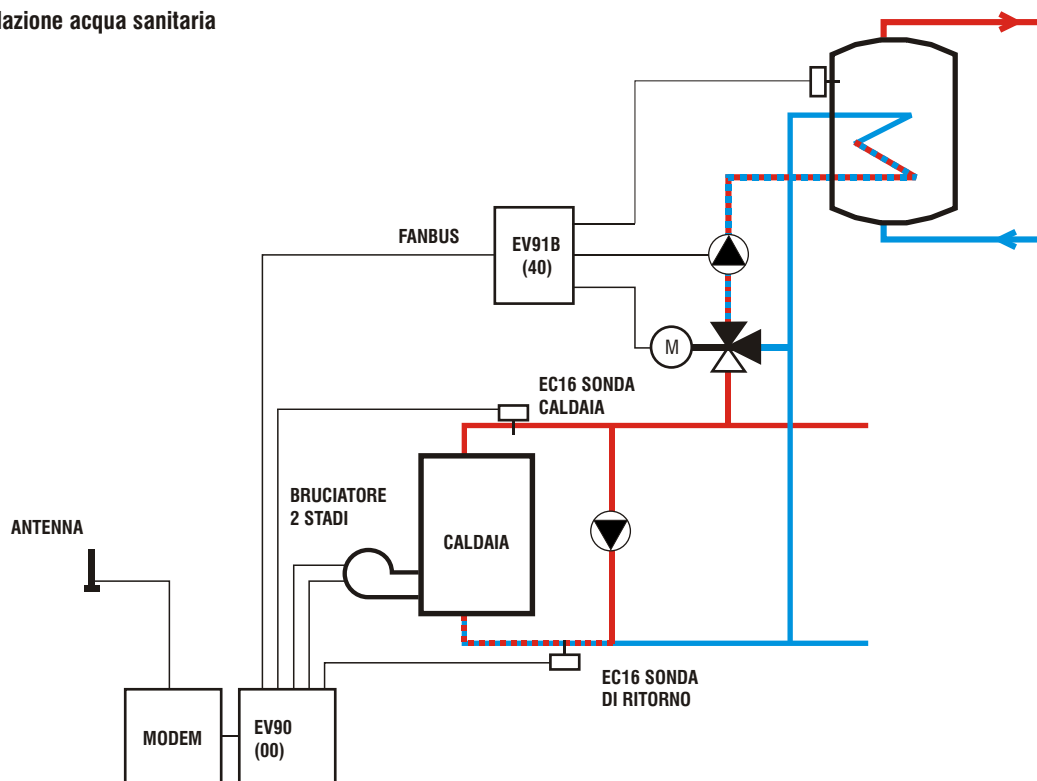 acqua sanitaria
FANBUS
EV91B
(40)
M
EC16 SONDA
CALDAIA
BRUCIATORE
2 STADI
CALDAIA
ANTENNA
EC16 SONDA
DI RITORNO
MODEM
EV90
(00)